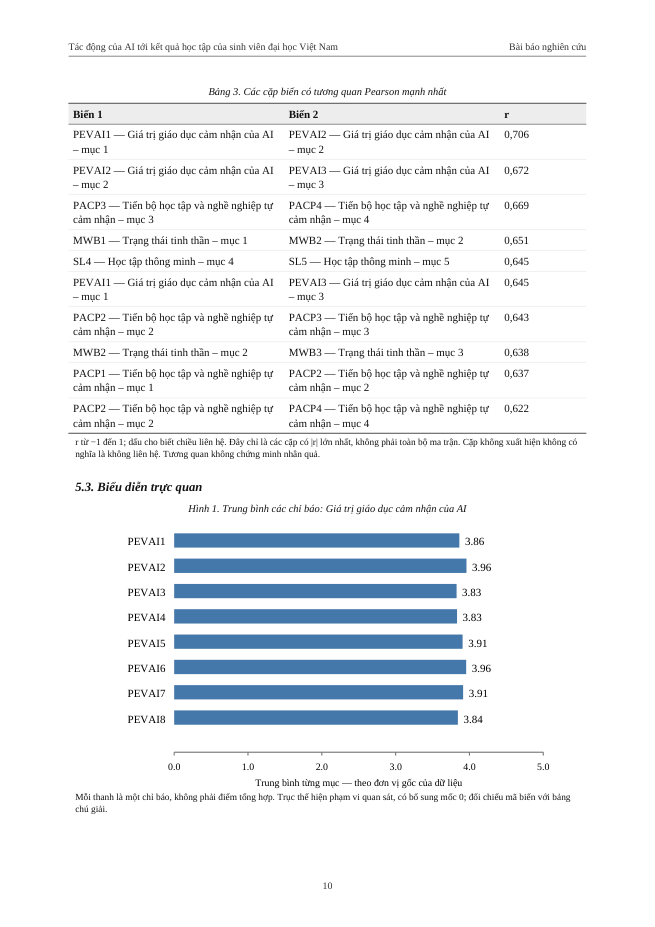 Tác động của AI tới kết quả học tập của sinh viên đại học Việt Nam Bài báo nghiên cứu
Bảng 3. Các cặp biến có tương quan Pearson mạnh nhất
Biến 1 Biến 2 r
PEVAI1 — Giá trị giáo dục cảm nhận của AI PEVAI2 — Giá trị giáo dục cảm nhận của AI 0,706
– mục 1 – mục 2
PEVAI2 — Giá trị giáo dục cảm nhận của AI PEVAI3 — Giá trị giáo dục cảm nhận của AI 0,672
– mục 2 – mục 3
PACP3 — Tiến bộ học tập và nghề nghiệp tự PACP4 — Tiến bộ học tập và nghề nghiệp tự 0,669
cảm nhận – mục 3 cảm nhận – mục 4
MWB1 — Trạng thái tinh thần – mục 1 MWB2 — Trạng thái tinh thần – mục 2 0,651
SL4 — Học tập thông minh – mục 4 SL5 — Học tập thông minh – mục 5 0,645
PEVAI1 — Giá trị giáo dục cảm nhận của AI PEVAI3 — Giá trị giáo dục cảm nhận của AI 0,645
– mục 1 – mục 3
PACP2 — Tiến bộ học tập và nghề nghiệp tự PACP3 — Tiến bộ học tập và nghề nghiệp tự 0,643
cảm nhận – mục 2 cảm nhận – mục 3
MWB2 — Trạng thái tinh thần – mục 2 MWB3 — Trạng thái tinh thần – mục 3 0,638
PACP1 — Tiến bộ học tập và nghề nghiệp tự PACP2 — Tiến bộ học tập và nghề nghiệp tự 0,637
cảm nhận – mục 1 cảm nhận – mục 2
PACP2 — Tiến bộ học tập và nghề nghiệp tự PACP4 — Tiến bộ học tập và nghề nghiệp tự 0,622
cảm nhận – mục 2 cảm nhận – mục 4
r từ −1 đến 1; dấu cho biết chiều liên hệ. Đây chỉ là các cặp có |r| lớn nhất, không phải toàn bộ ma trận. Cặp không xuất hiện không có
nghĩa là không liên hệ. Tương quan không chứng minh nhân quả.
5.3. Biểu diễn trực quan
Hình 1. Trung bình các chỉ báo: Giá trị giáo dục cảm nhận của AI
PEVAI1 3.86
PEVAI2 3.96
PEVAI3 3.83
PEVAI4 3.83
PEVAI5 3.91
PEVAI6 3.96
PEVAI7 3.91
PEVAI8 3.84
0.0 1.0 2.0 3.0 4.0 5.0
Trung bình từng mục — theo đơn vị gốc của dữ liệu
Mỗi thanh là một chỉ báo, không phải điểm tổng hợp. Trục thể hiện phạm vi quan sát, có bổ sung mốc 0; đối chiếu mã biến với bảng
chú giải.
10